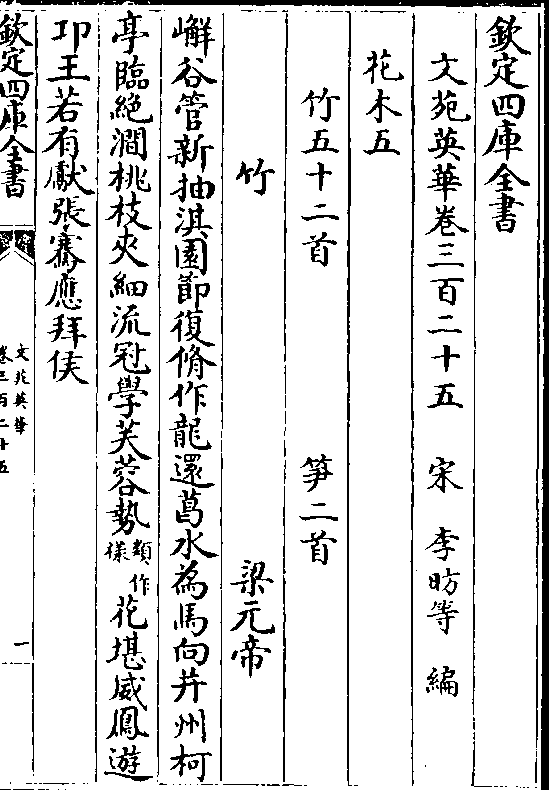 欽定四庫全書
文苑英華卷三百二十五 宋 李昉等 編
花木五
竹五十二首 笋二首
竹 梁元帝
嶰谷管新抽淇園節復脩作龍還葛水為馬向并州柯
亭臨絶澗桃枝夾細流冠學芙蓉勢類作㨾花堪威鳳遊
卭王若有獻張騫應拜侯
欽定四庫全書
文苑英華
卷三百二十五
一